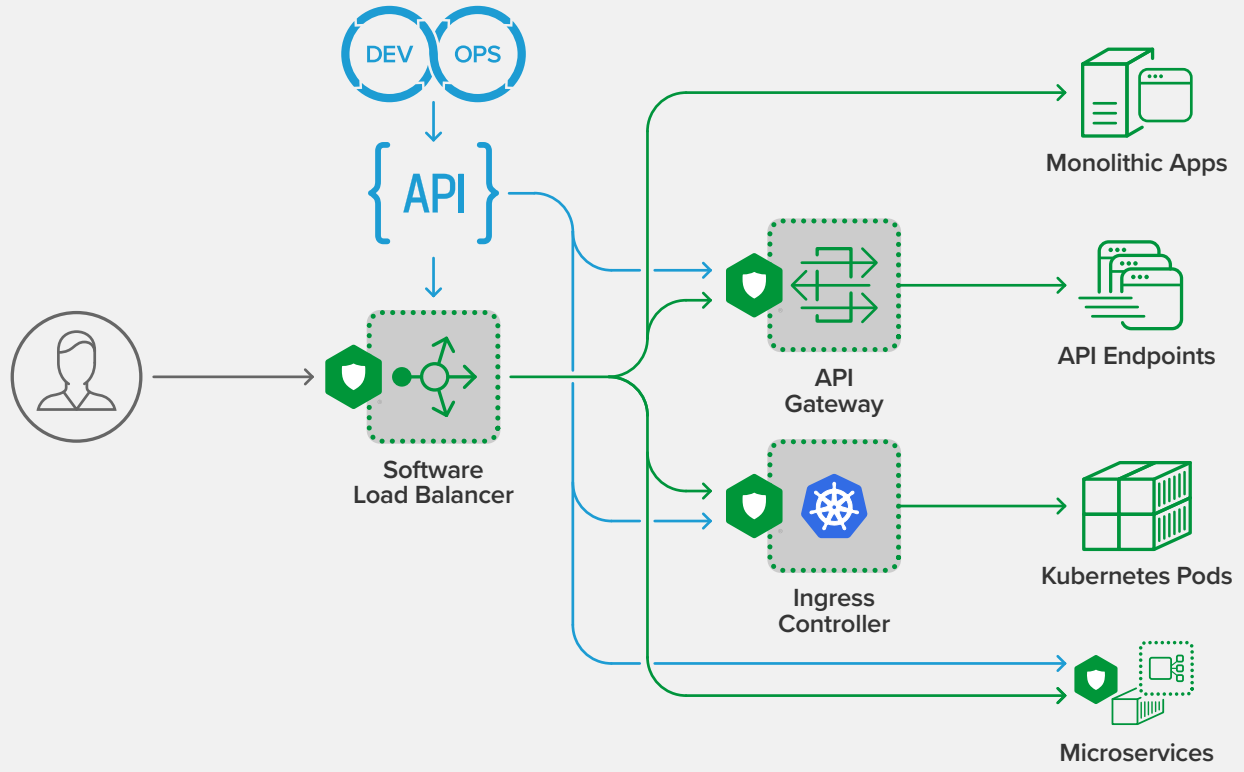 DEV OPS
{ API }
Monolithic Apps
API
Gateway
API Endpoints
Software
Load Balancer
Ingress
Controller
Kubernetes Pods
Microservices